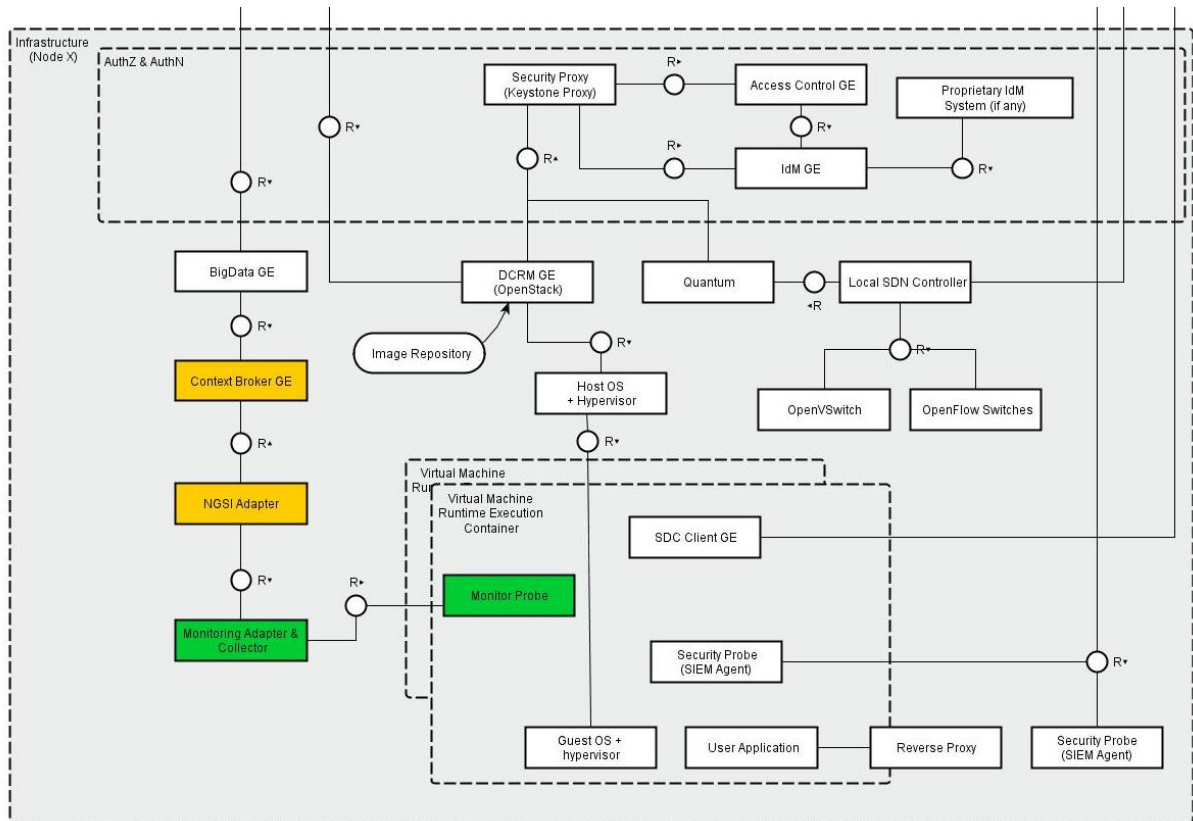 Infrastructure
(Node X)
AuthZ & AuthN
Security Proxy
(Keystone Proxy)
R▸
Access Control GE
Proprietary IdM
System (if any)
R▾
R▾
R▴
R▸
IdM GE
R▾
R▾
BigData GE
DCRM GE
(OpenStack)
Quantum
◂R
Local SDN Controller
R▾
Image Repository
R▾
R▾
Context Broker GE
Host OS
+ Hypervisor
OpenVSwitch
OpenFlow Switches
R▴
R▾
Virtual Machine
Run
Virtual Machine
Runtime Execution
Container
NGSI Adapter
SDC Client GE
R▾
R▸
Monitor Probe
Monitoring Adapter &
Collector
Security Probe
(SIEM Agent)
R▾
Guest OS +
hypervisor
User Application
Reverse Proxy
Security Probe
(SIEM Agent)